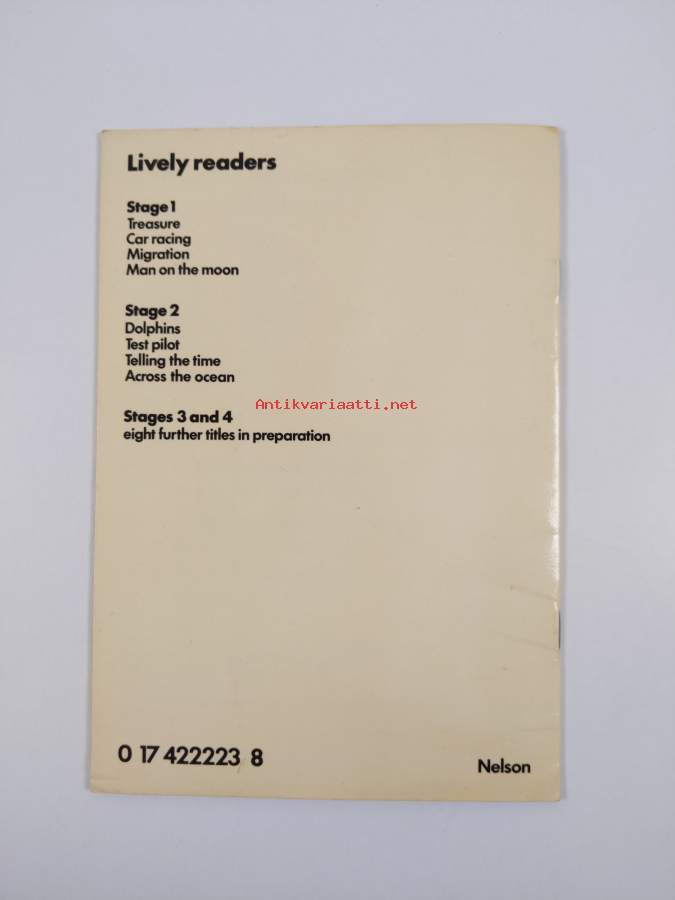 Lively readers
Stage 1
Treasure
Car racing
Migration
Man on the moon
Stage 2
Dolphins
Test pilot
Telling the time
Across the ocean
Antikvariaatti.net
Stages 3 and 4
eight further titles in preparation
0 17 422223 8
Nelson